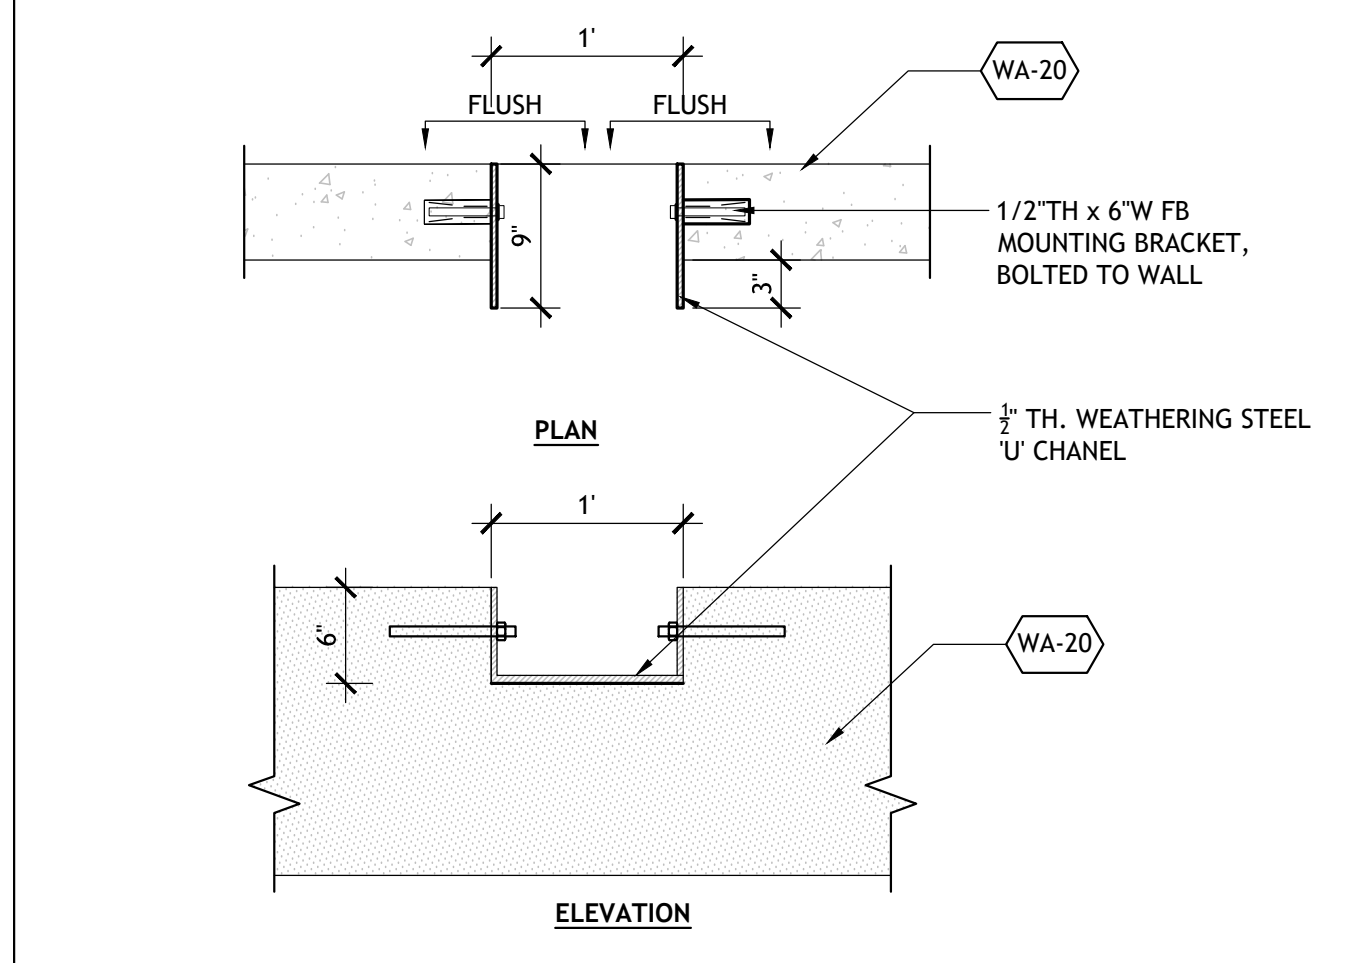 1'
FLUSH
FLUSH
WA-20
9"
3"
1/2"TH x 6"W FB
MOUNTING BRACKET,
BOLTED TO WALL
PLAN
½" TH. WEATHERING STEEL
'U' CHANEL
1'
6"
WA-20
ELEVATION